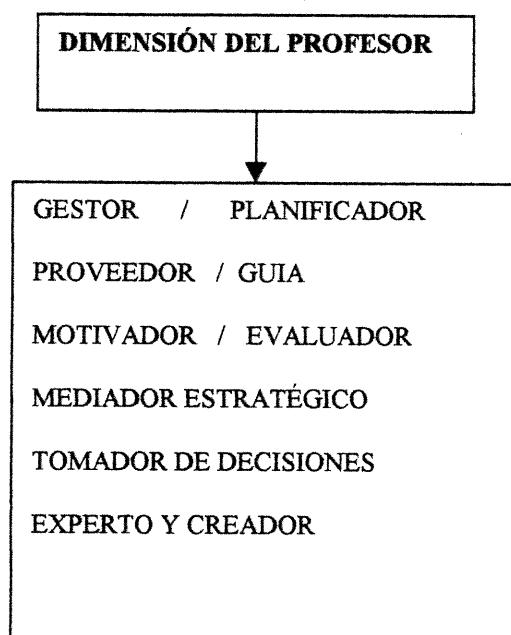 DIMENSIÓN DEL PROFESOR
GESTOR / PLANIFICADOR
PROVEEDOR / GUIA
MOTIVADOR / EVALUADOR
MEDIADOR ESTRATÉGICO
TOMADOR DE DECISIONES
EXPERTO Y CREADOR